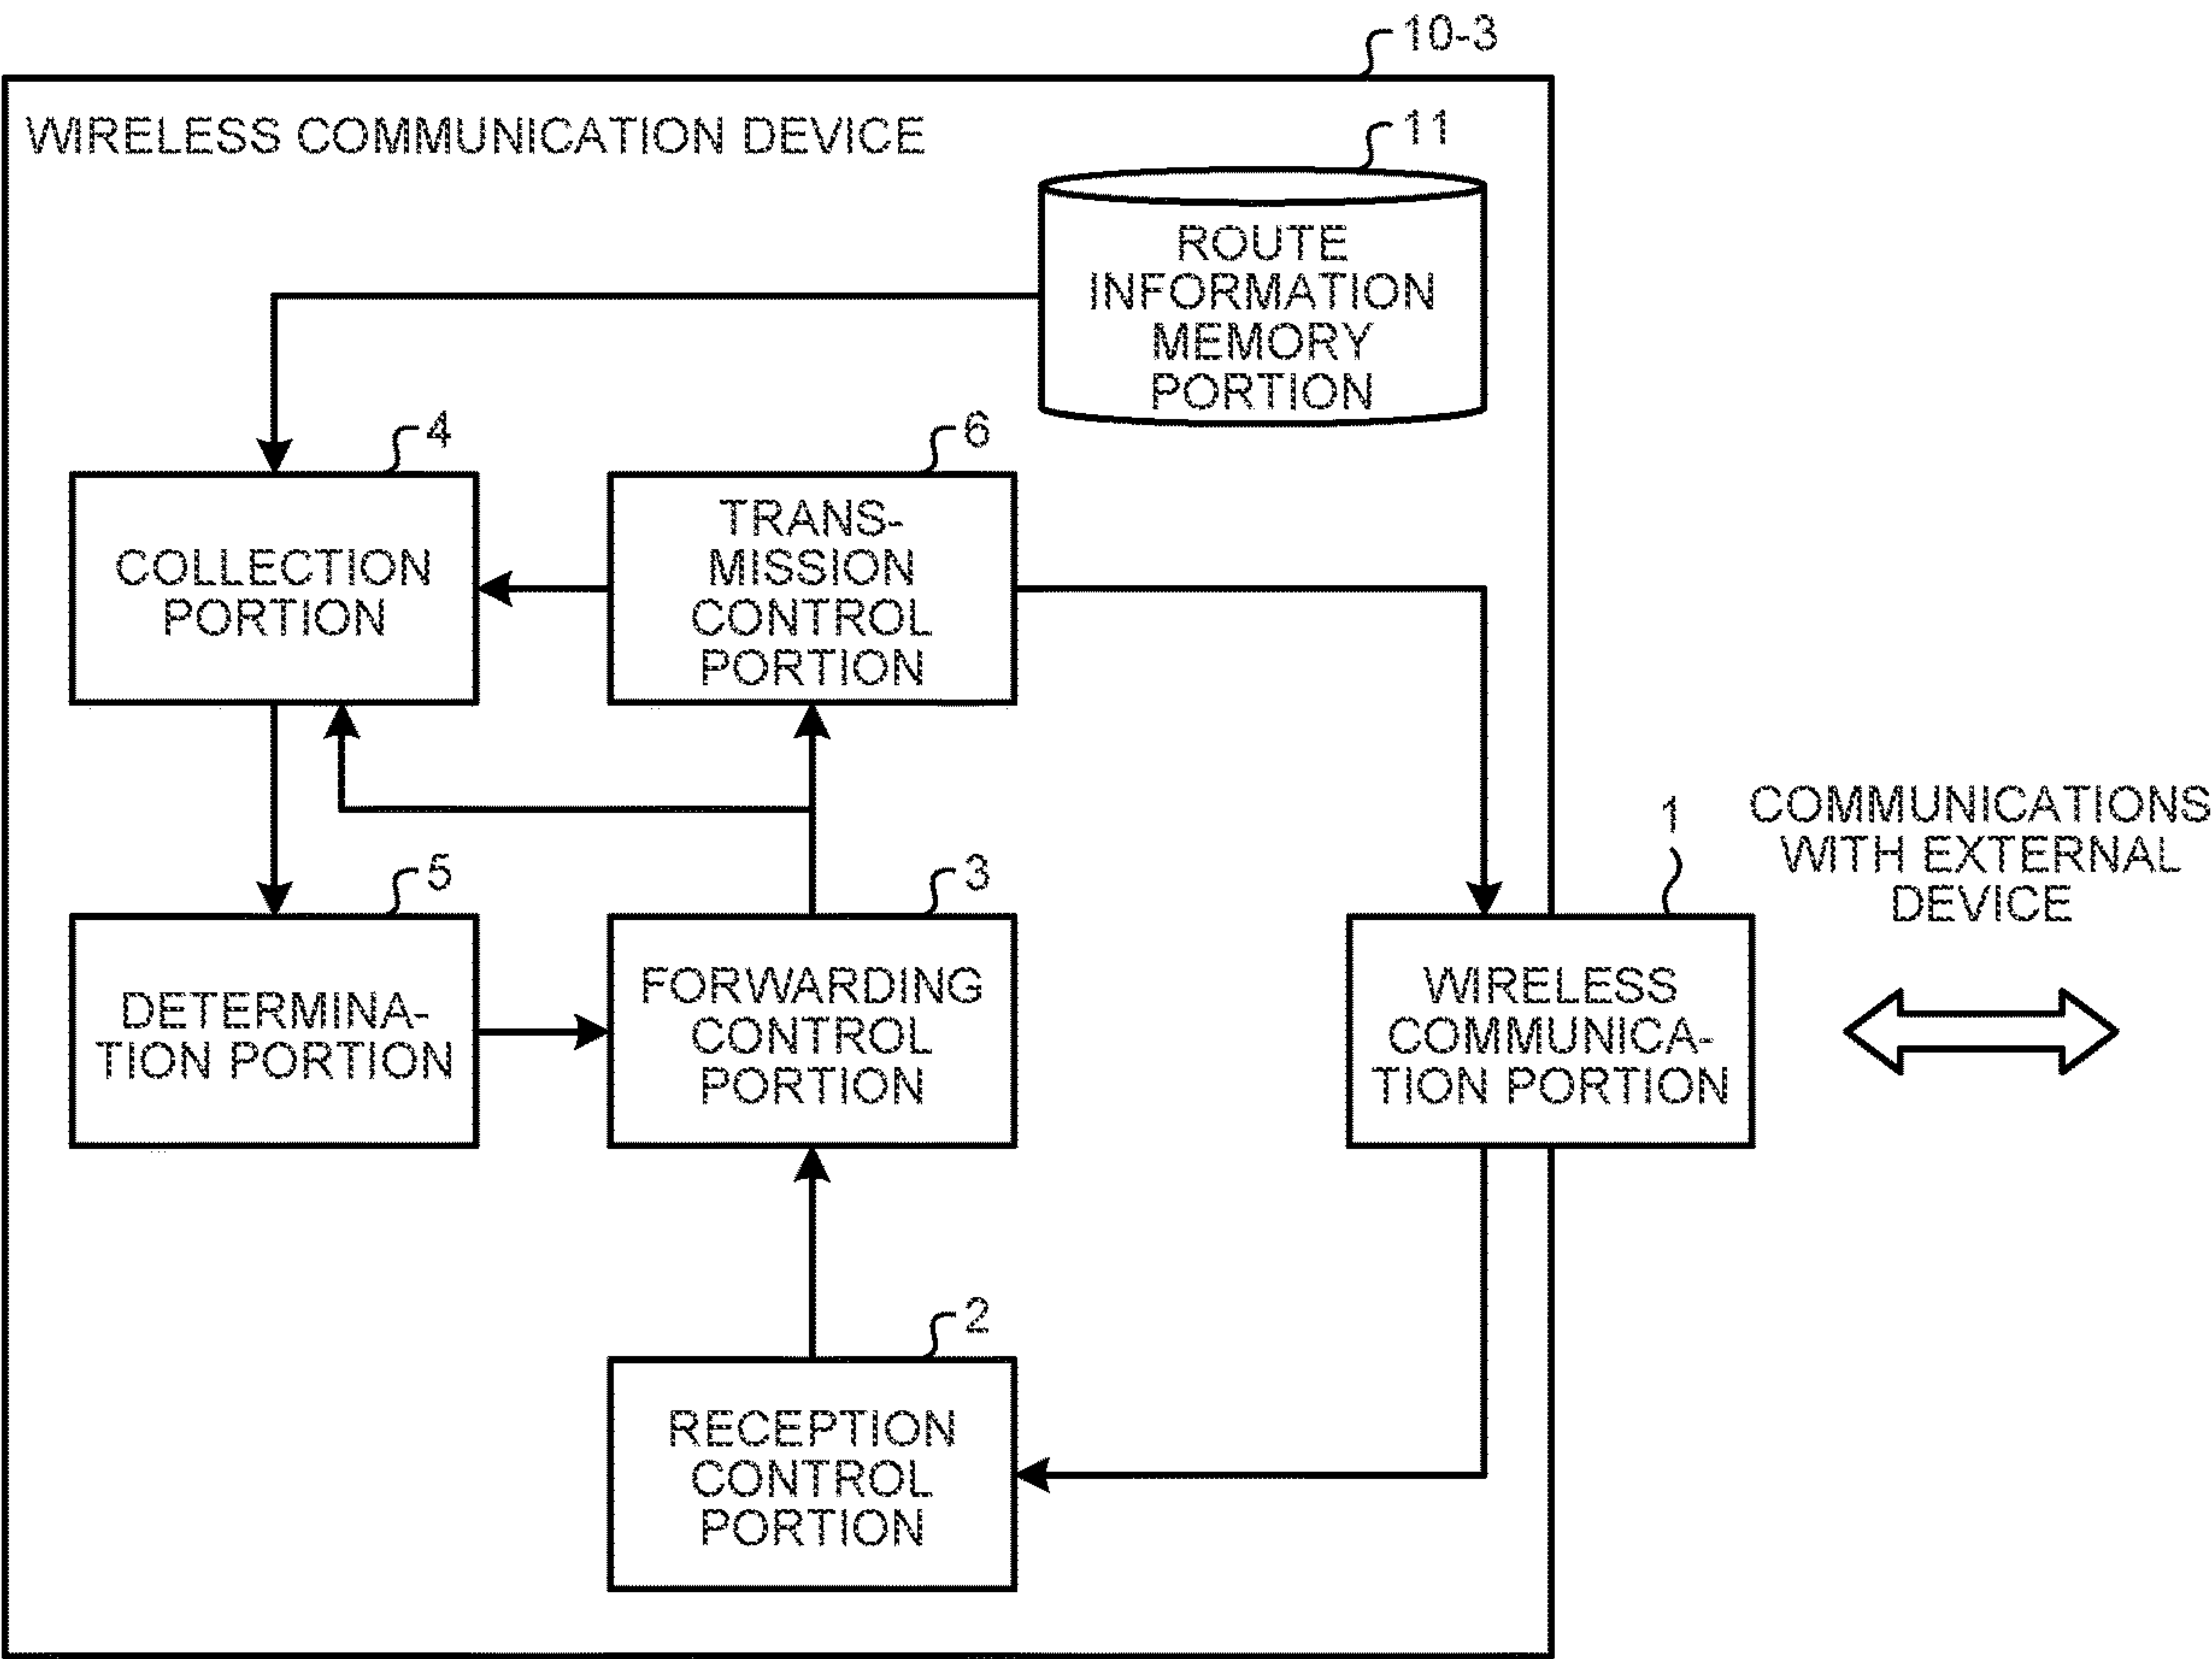 10-3
WIRELESS COMMUNICATION DEVICE
11
ROUTE
INFORMATION
MEMORY
PORTION
4
COLLECTION
PORTION
6
TRANS-
MISSION
CONTROL
PORTION
5
DETERMINA-
TION PORTION
3
FORWARDING
CONTROL
PORTION
1
WIRELESS
COMMUNICA-
TION PORTION
COMMUNICATIONS
WITH EXTERNAL
DEVICE
2
RECEPTION
CONTROL
PORTION